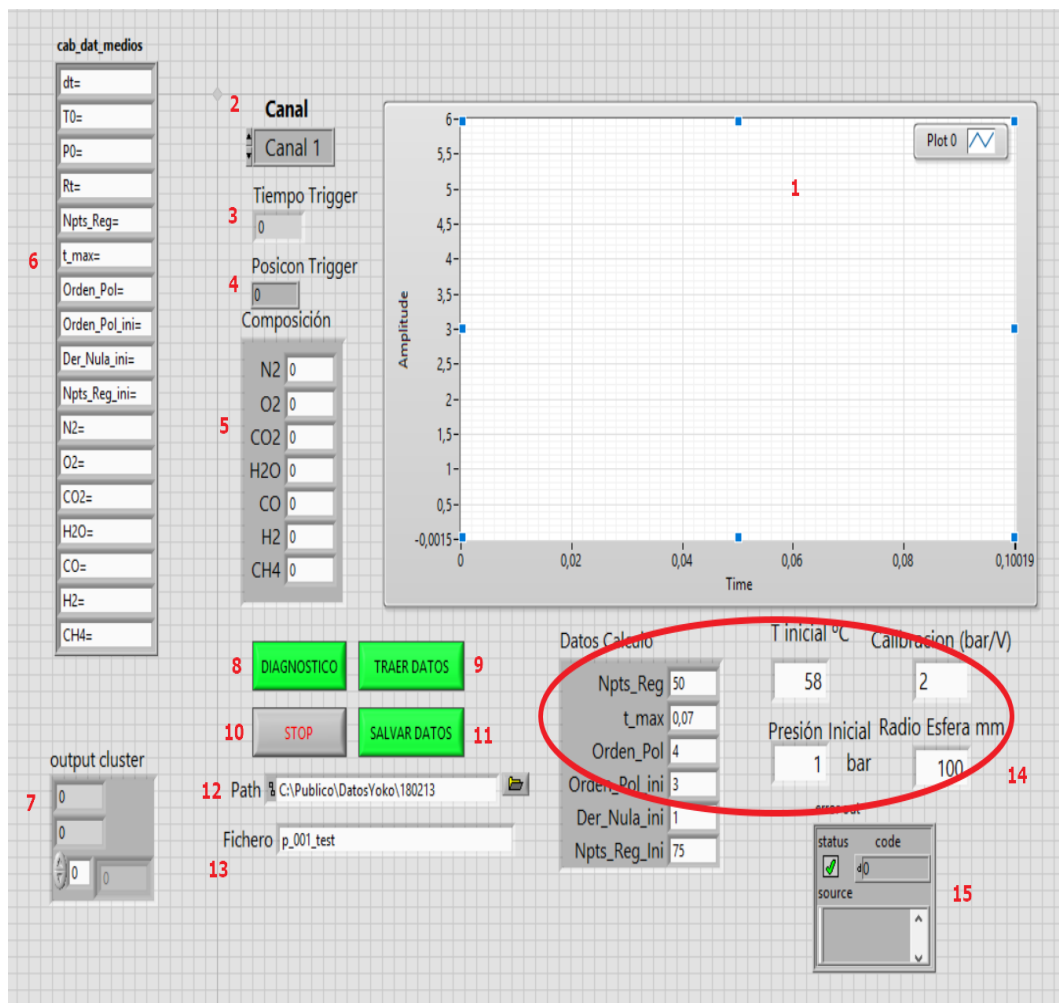 cab_dat_medios
dt=
T0=
P0=
Rt=
Npts_Reg=
t_max=
Orden_Pol=
Orden_Pol_ini=
Der_Nula_ini=
Npts_Reg_ini=
N2=
O2=
CO2=
H2O=
CO=
H2=
CH4=
6
2 Canal
Canal 1
Tiempo Trigger
3 0
Posicon Trigger
4 0
Composición
N2 0
O2 0
5 CO2 0
H2O 0
CO 0
H2 0
CH4 0
Plot 0
1
Amplitude
6
5,5
5
4,5
4
3,5
3
2,5
2
1,5
1
0,5
-0,0015
0 0,02 0,04 0,06 0,08 0,10019
Time
8 DIAGNOSTICO TRAER DATOS 9
10 STOP SALVAR DATOS 11
12 Path C:\Publico\DatosYoko\180213
Fichero p_001_test
13
output cluster
7 0
0
0 0
Datos Calculo
Npts_Reg 50
t_max 0,07
Orden_Pol 4
Orden_Pol_ini 3
Der_Nula_ini 1
Npts_Reg_Ini 75
T inicial ºC
58
Calibracion (bar/V)
2
Presión Inicial
1 bar
Radio Esfera mm
100
14
error out
status code
0
source
15